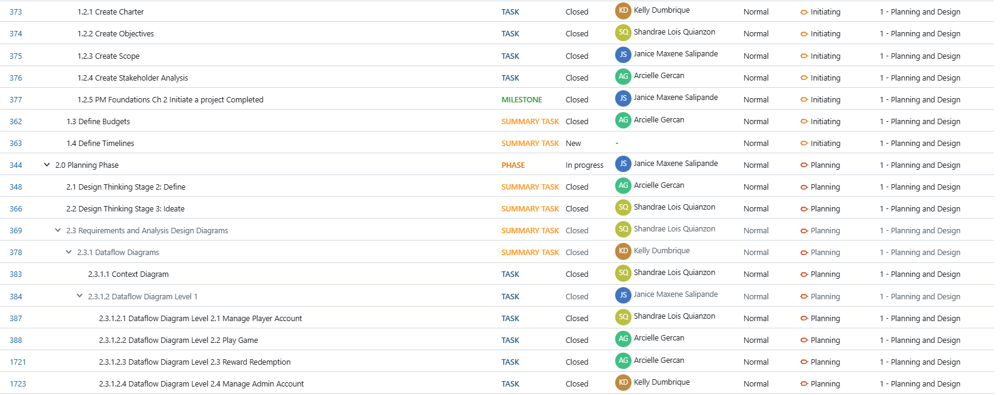 373 1.2.1 Create Charter TASK Closed KD Kelly Dumbrique Normal Initiating 1 - Planning and Design
374 1.2.2 Create Objectives TASK Closed SQ Shandrae Lois Quianzon Normal Initiating 1 - Planning and Design
375 1.2.3 Create Scope TASK Closed JS Janice Maxene Salipande Normal Initiating 1 - Planning and Design
376 1.2.4 Create Stakeholder Analysis TASK Closed AG Arcielle Gercan Normal Initiating 1 - Planning and Design
377 1.2.5 PM Foundations Ch 2 Initiate a project Completed MILESTONE Closed JS Janice Maxene Salipande Normal Initiating 1 - Planning and Design
362 1.3 Define Budgets SUMMARY TASK Closed AG Arcielle Gercan Normal Initiating 1 - Planning and Design
363 1.4 Define Timelines SUMMARY TASK New - Normal Initiating 1 - Planning and Design
344 2.0 Planning Phase PHASE In progress JS Janice Maxene Salipande Normal Planning 1 - Planning and Design
348 2.1 Design Thinking Stage 2: Define SUMMARY TASK Closed AG Arcielle Gercan Normal Planning 1 - Planning and Design
366 2.2 Design Thinking Stage 3: Ideate SUMMARY TASK Closed SQ Shandrae Lois Quianzon Normal Planning 1 - Planning and Design
369 2.3 Requirements and Analysis Design Diagrams SUMMARY TASK Closed SQ Shandrae Lois Quianzon Normal Planning 1 - Planning and Design
378 2.3.1 Dataflow Diagrams SUMMARY TASK Closed KD Kelly Dumbrique Normal Planning 1 - Planning and Design
383 2.3.1.1 Context Diagram TASK Closed SQ Shandrae Lois Quianzon Normal Planning 1 - Planning and Design
384 2.3.1.2 Dataflow Diagram Level 1 TASK Closed JS Janice Maxene Salipande Normal Planning 1 - Planning and Design
387 2.3.1.2.1 Dataflow Diagram Level 2.1 Manage Player Account TASK Closed SQ Shandrae Lois Quianzon Normal Planning 1 - Planning and Design
388 2.3.1.2.2 Dataflow Diagram Level 2.2 Play Game TASK Closed AG Arcielle Gercan Normal Planning 1 - Planning and Design
1721 2.3.1.2.3 Dataflow Diagram Level 2.3 Reward Redemption TASK Closed AG Arcielle Gercan Normal Planning 1 - Planning and Design
1723 2.3.1.2.4 Dataflow Diagram Level 2.4 Manage Admin Account TASK Closed KD Kelly Dumbrique Normal Planning 1 - Planning and Design